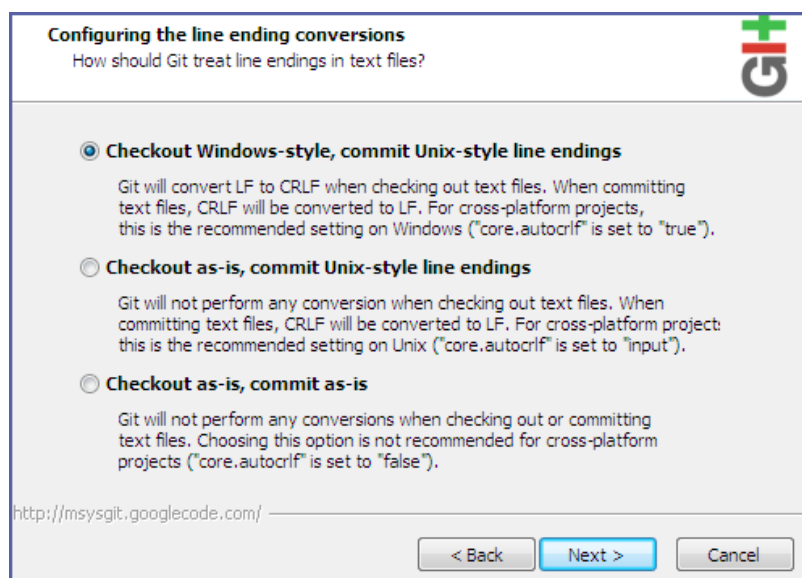 Configuring the line ending conversions
How should Git treat line endings in text files?
GIT
Checkout Windows-style, commit Unix-style line endings
Git will convert LF to CRLF when checking out text files. When committing
text files, CRLF will be converted to LF. For cross-platform projects,
this is the recommended setting on Windows ("core.autocrlf" is set to "true").
Checkout as-is, commit Unix-style line endings
Git will not perform any conversion when checking out text files. When
committing text files, CRLF will be converted to LF. For cross-platform projects
this is the recommended setting on Unix ("core.autocrlf" is set to "input").
Checkout as-is, commit as-is
Git will not perform any conversions when checking out or committing
text files. Choosing this option is not recommended for cross-platform
projects ("core.autocrlf" is set to "false").
http://msysgit.googlecode.com/
< Back
Next >
Cancel